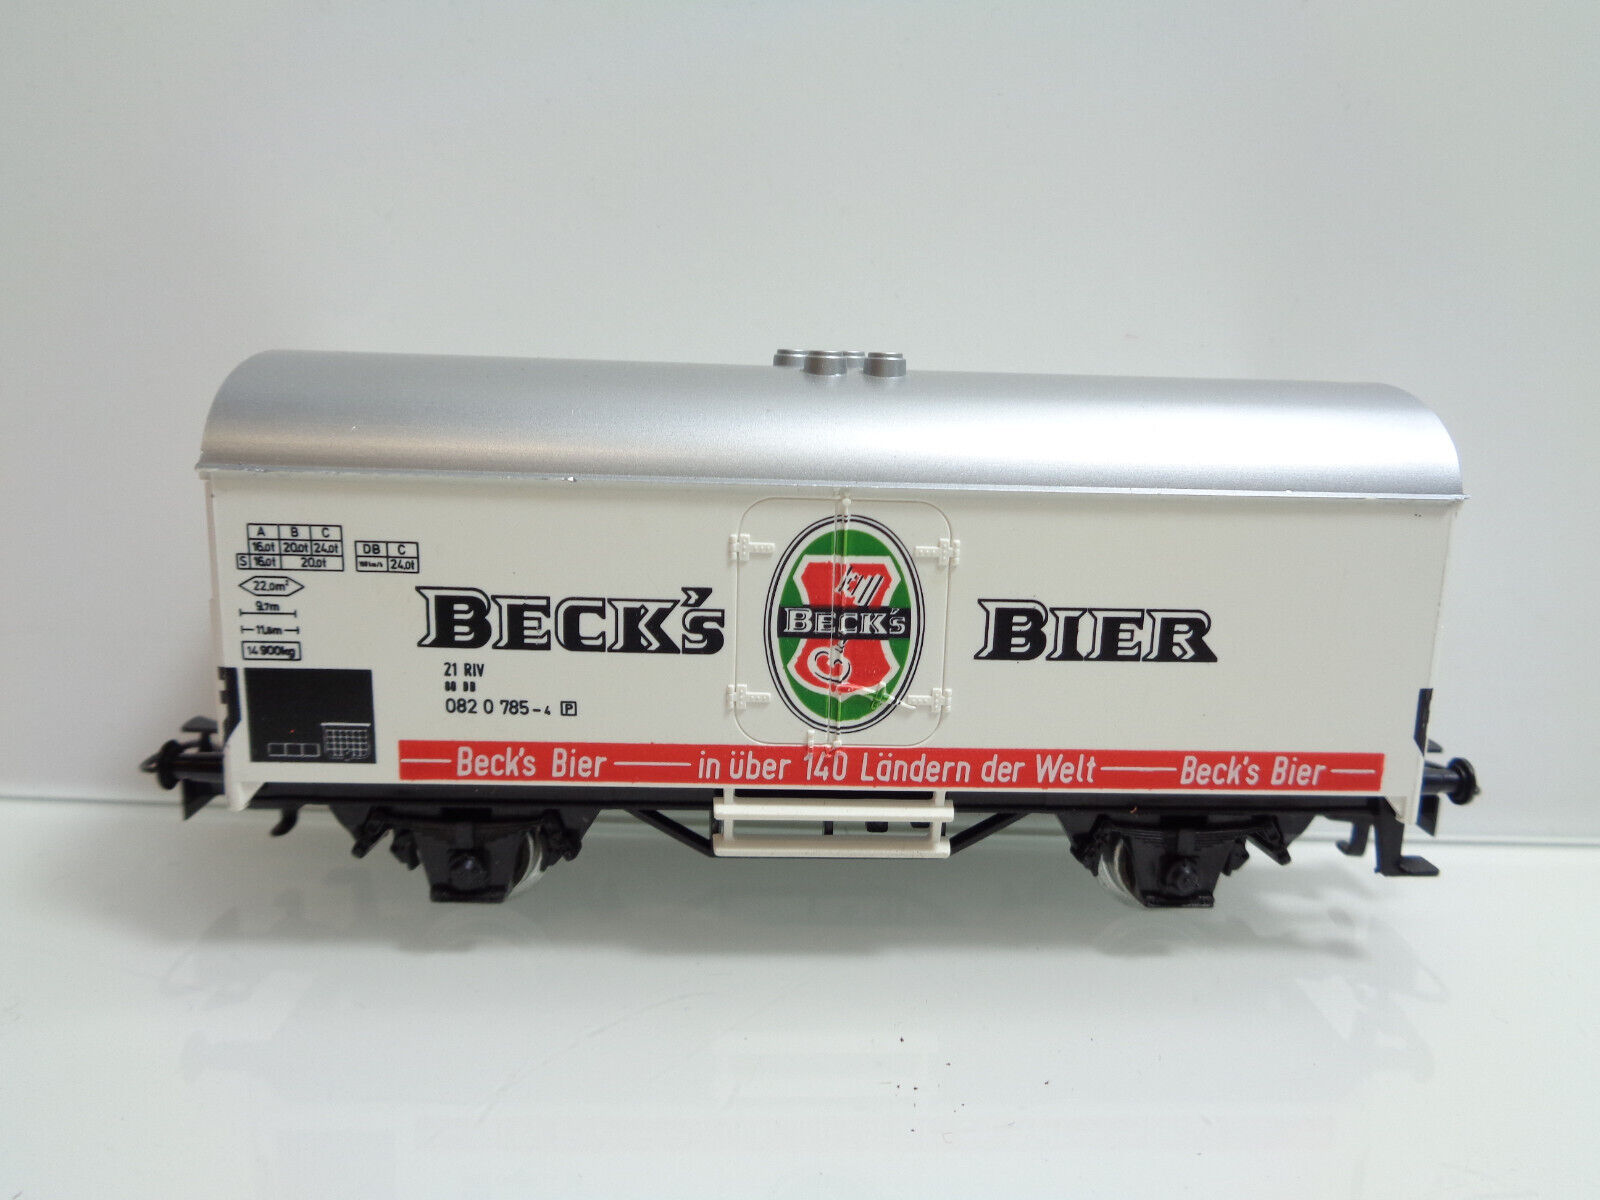 A B C
16,0t 20,0t 24,0t
S 16,0t 20,0t
DB C
24,0t
22,0m²
9,7m
11,8m
14 900kg
BECK's BIER
BECK's
21 RIV
80 DB
082 0 785-4 P
Beck's Bier — in über 140 Ländern der Welt — Beck's Bier